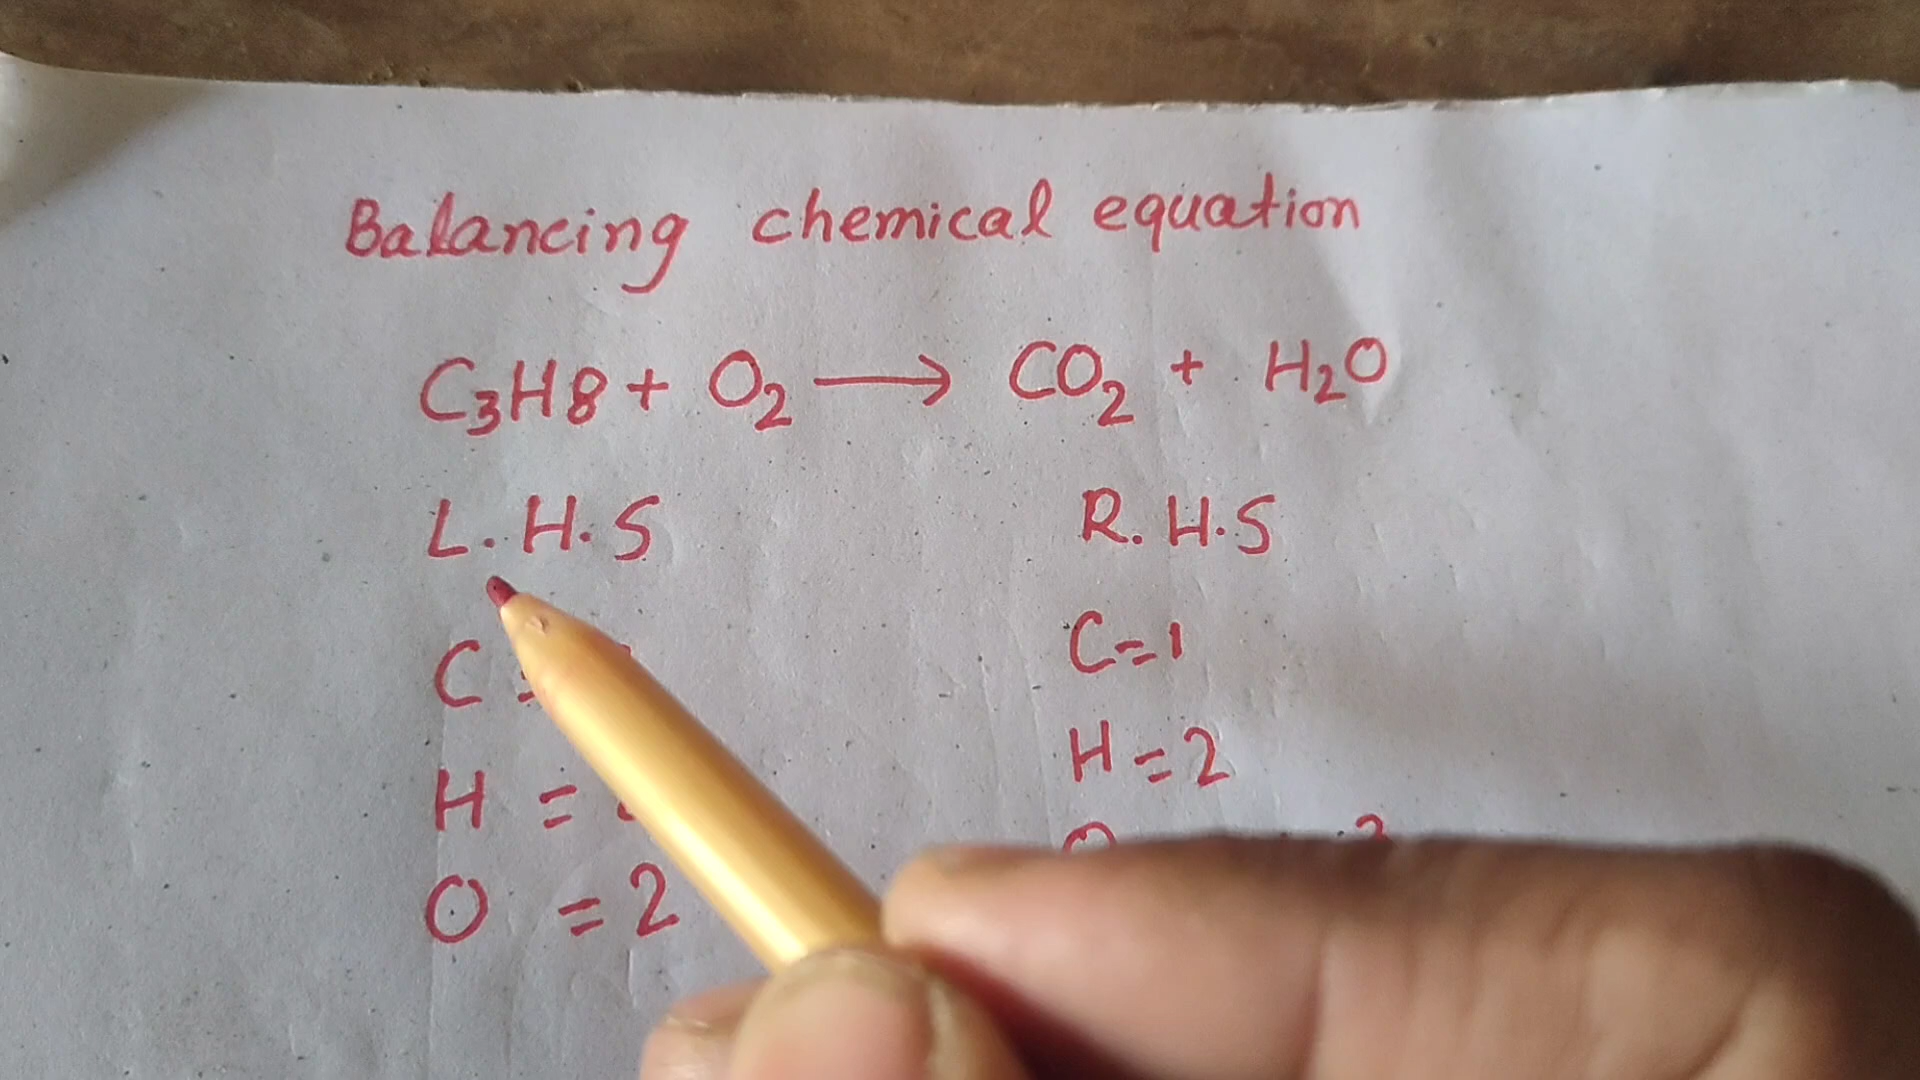 Balancing chemical equation
C₃H8 + O₂ → CO₂ + H₂O
L.H.S R.H.S
C = C=1
H = H=2
O = 2